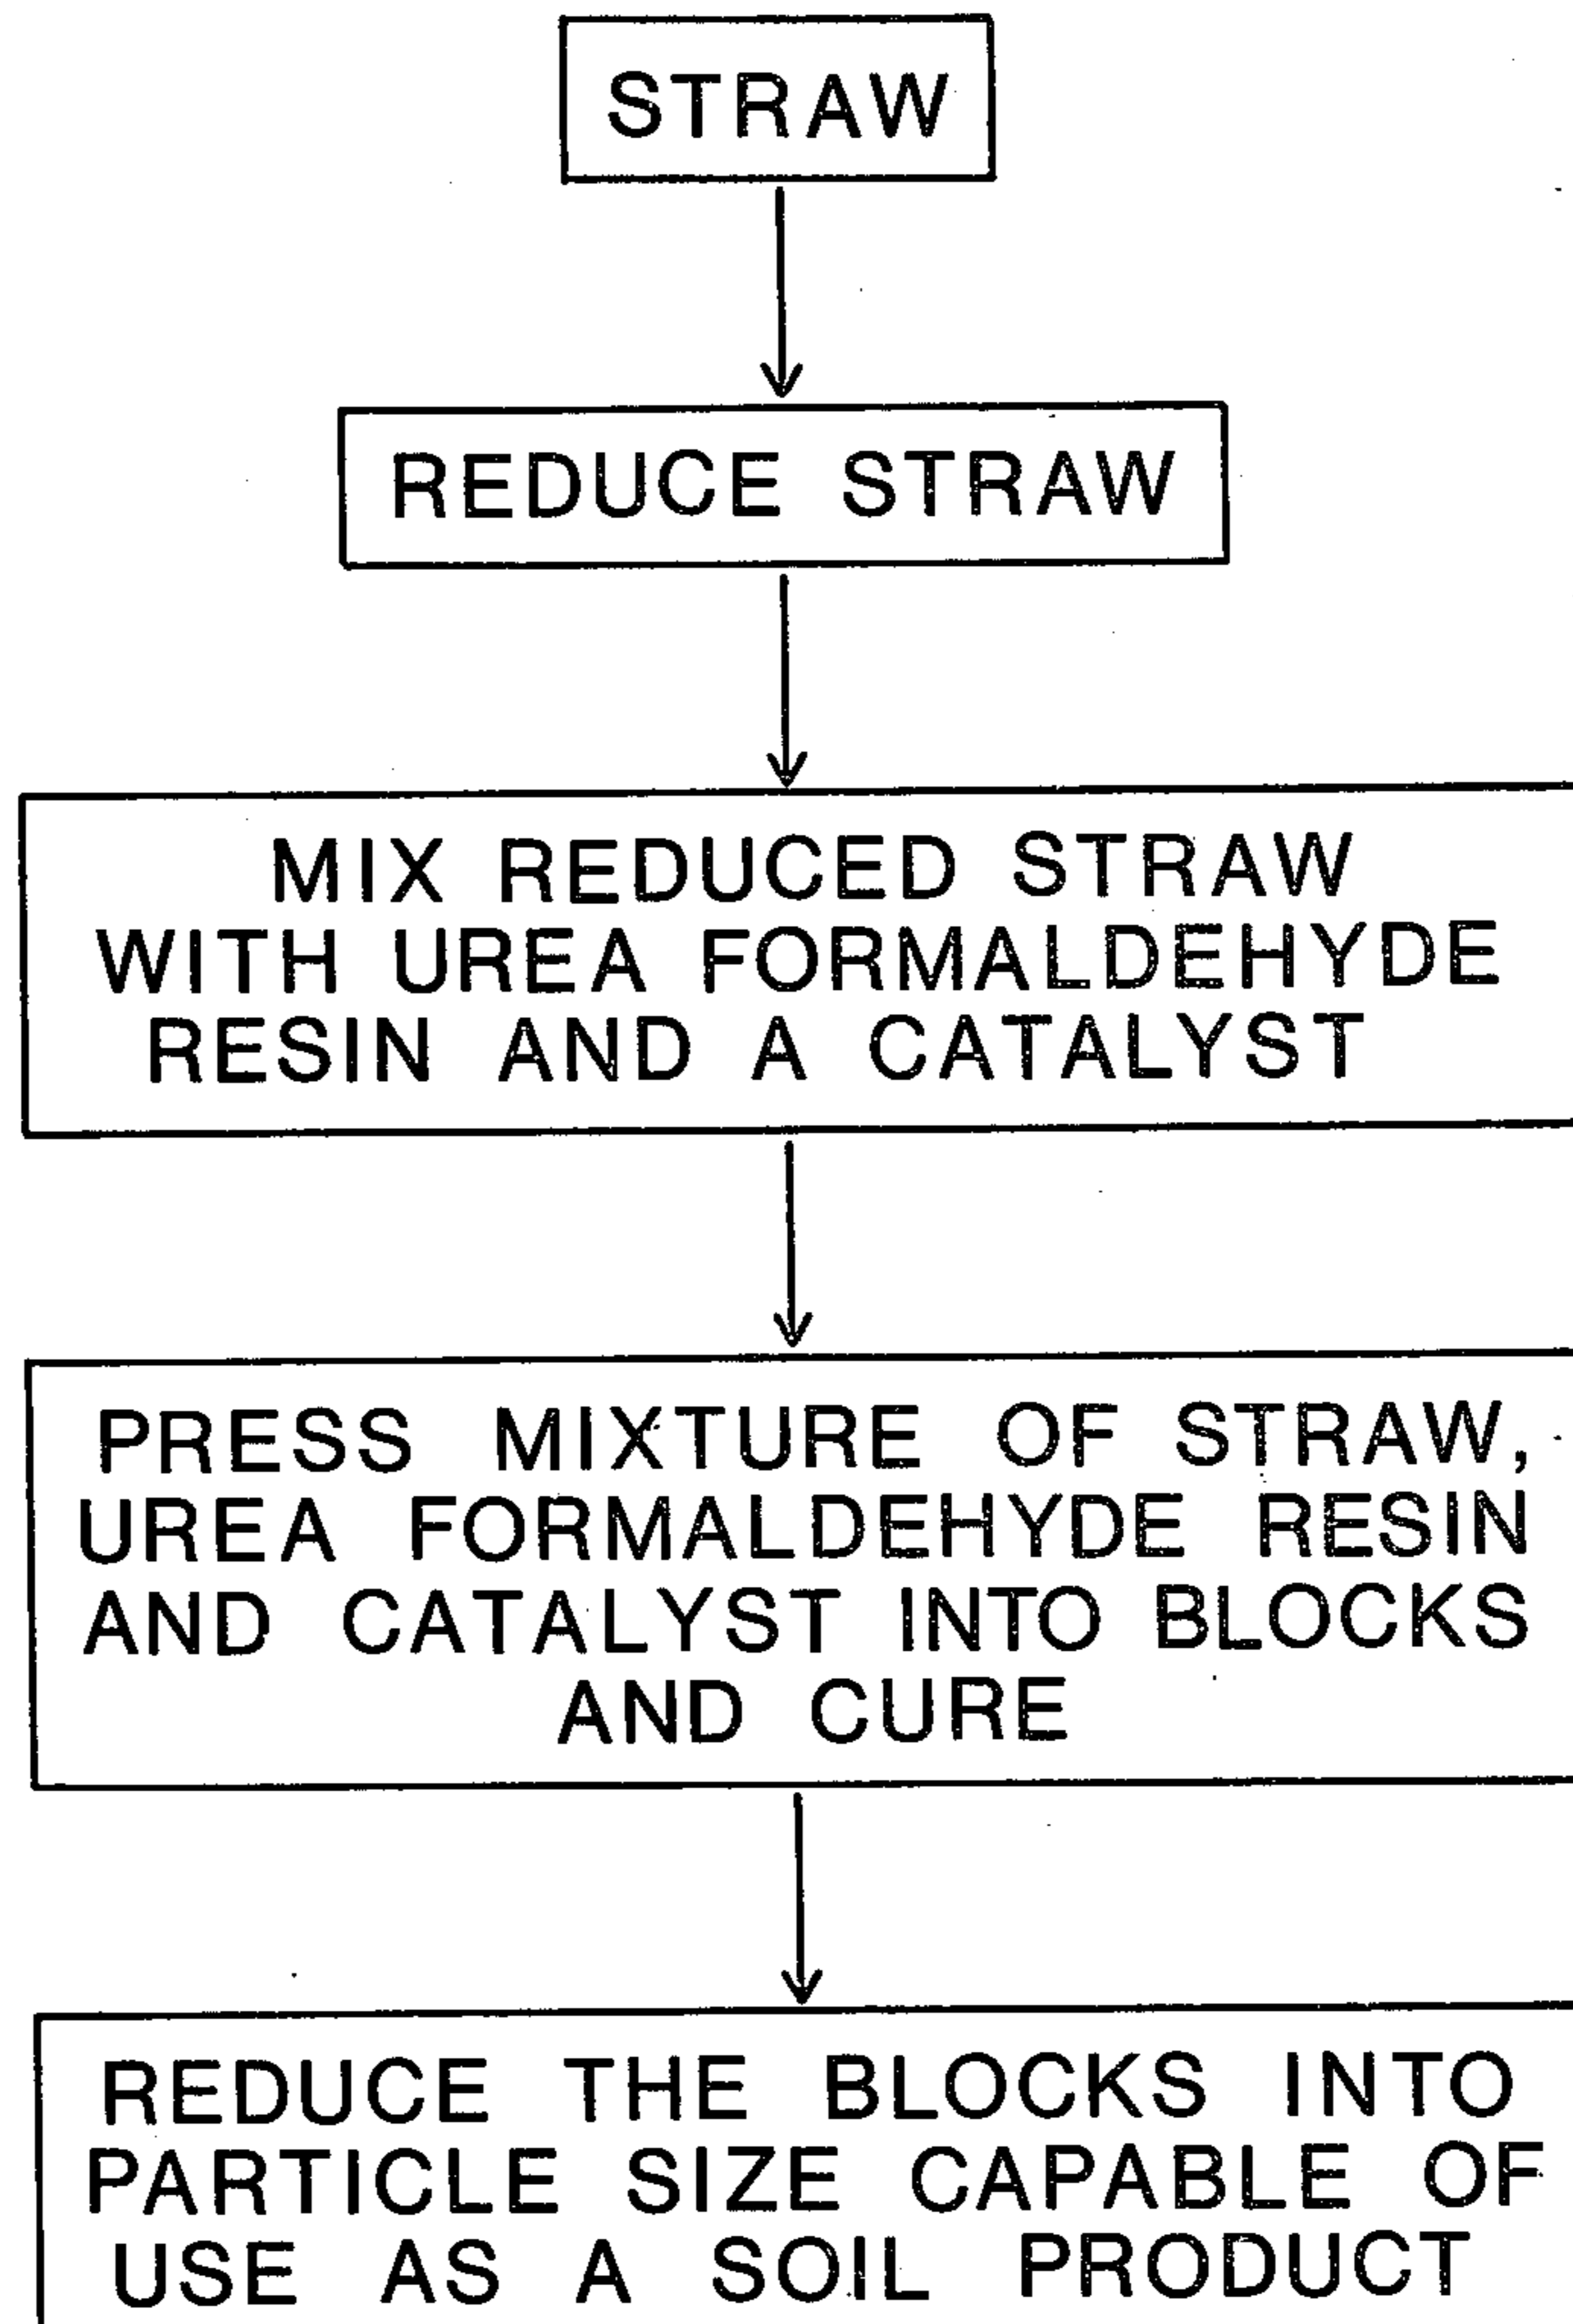 STRAW
REDUCE STRAW
MIX REDUCED STRAW
WITH UREA FORMALDEHYDE
RESIN AND A CATALYST
PRESS MIXTURE OF STRAW,
UREA FORMALDEHYDE RESIN
AND CATALYST INTO BLOCKS
AND CURE
REDUCE THE BLOCKS INTO
PARTICLE SIZE CAPABLE OF
USE AS A SOIL PRODUCT